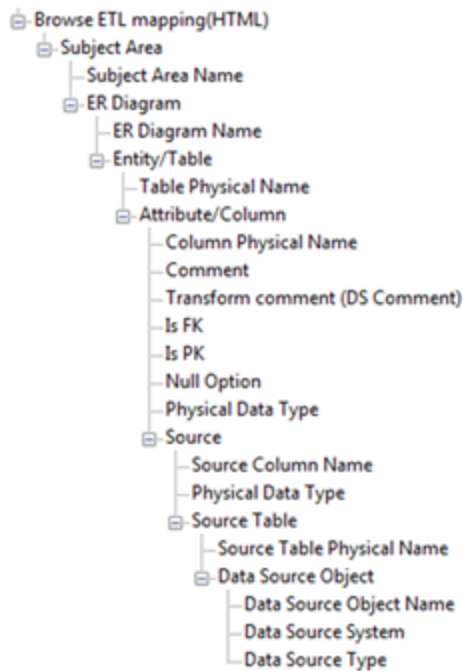 Browse ETL mapping(HTML)
Subject Area
Subject Area Name
ER Diagram
ER Diagram Name
Entity/Table
Table Physical Name
Attribute/Column
Column Physical Name
Comment
Transform comment (DS Comment)
Is FK
Is PK
Null Option
Physical Data Type
Source
Source Column Name
Physical Data Type
Source Table
Source Table Physical Name
Data Source Object
Data Source Object Name
Data Source System
Data Source Type